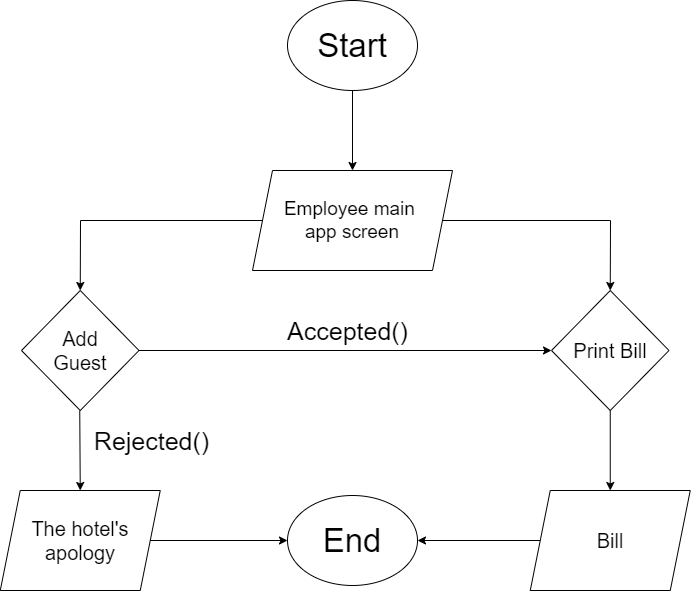 Start
Employee main
app screen
Add
Guest
Accepted()
Print Bill
Rejected()
The hotel's
apology
End
Bill